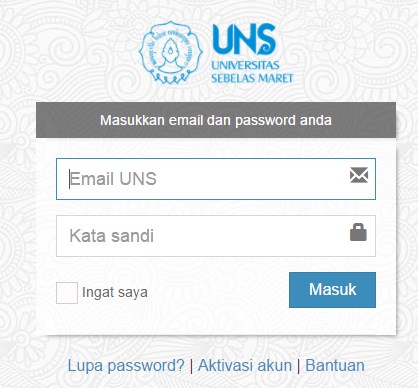 UNS
UNIVERSITAS
SEBELAS MARET
Masukkan email dan password anda
Email UNS
Kata sandi
Ingat saya
Masuk
Lupa password? | Aktivasi akun | Bantuan